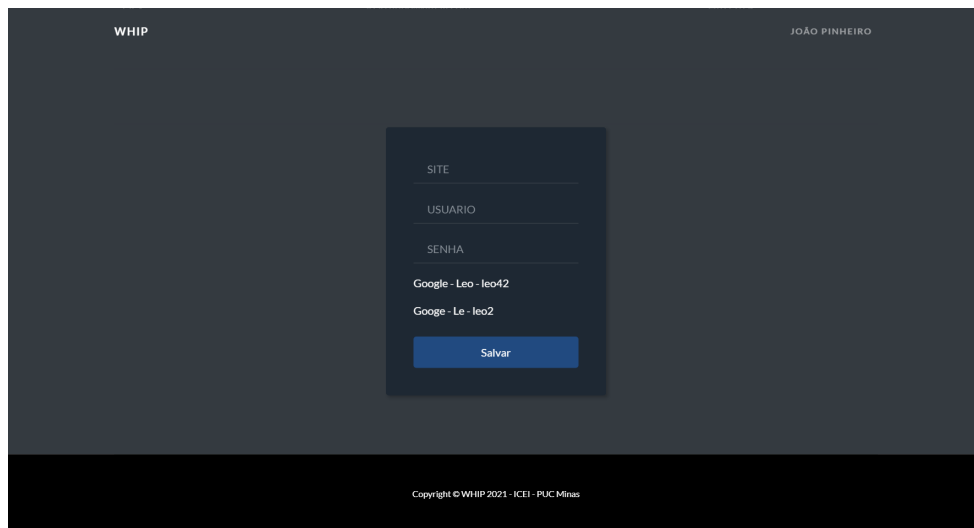 WHIP
JOÃO PINHEIRO
SITE
USUARIO
SENHA
Google - Leo - leo42
Googe - Le - leo2
Salvar
Copyright © WHIP 2021 - ICEI - PUC Minas